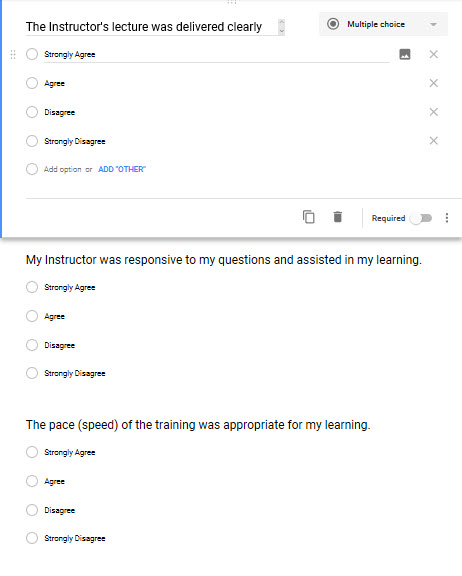 The Instructor's lecture was delivered clearly
Multiple choice
Strongly Agree
Agree
Disagree
Strongly Disagree
Add option or ADD "OTHER"
Required
My Instructor was responsive to my questions and assisted in my learning.
Strongly Agree
Agree
Disagree
Strongly Disagree
The pace (speed) of the training was appropriate for my learning.
Strongly Agree
Agree
Disagree
Strongly Disagree